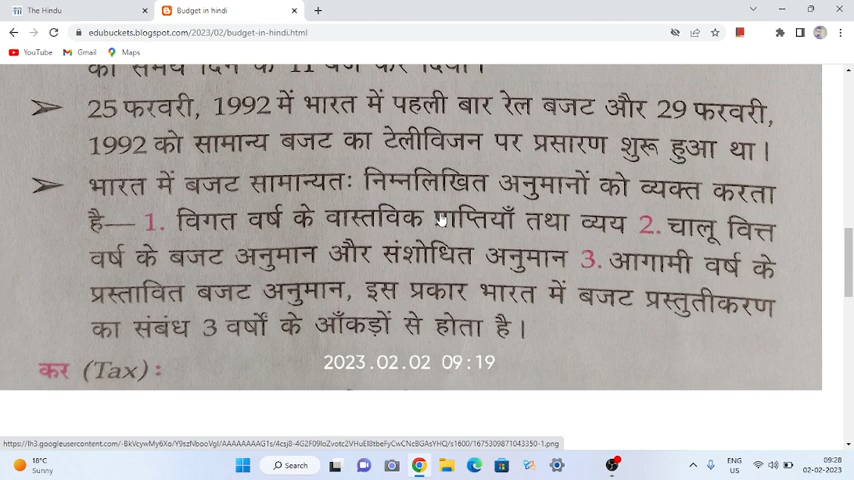 The Hindu
Budget in hindi
edubuckets.blogspot.com/2023/02/budget-in-hindi.html
YouTube Gmail Maps
का समय दिन के 11 बजे कर दिया।
25 फरवरी, 1992 में भारत में पहली बार रेल बजट और 29 फरवरी,
1992 को सामान्य बजट का टेलीविजन पर प्रसारण शुरू हुआ था।
भारत में बजट सामान्यतः निम्नलिखित अनुमानों को व्यक्त करता
है— 1. विगत वर्ष के वास्तविक प्राप्तियाँ तथा व्यय 2. चालू वित्त
वर्ष के बजट अनुमान और संशोधित अनुमान 3. आगामी वर्ष के
प्रस्तावित बजट अनुमान, इस प्रकार भारत में बजट प्रस्तुतीकरण
का संबंध 3 वर्षों के आँकड़ों से होता है।
2023.02.02 09:19
कर (Tax):
18°C
Sunny
Search
ENG
US
09:28
02-02-2023